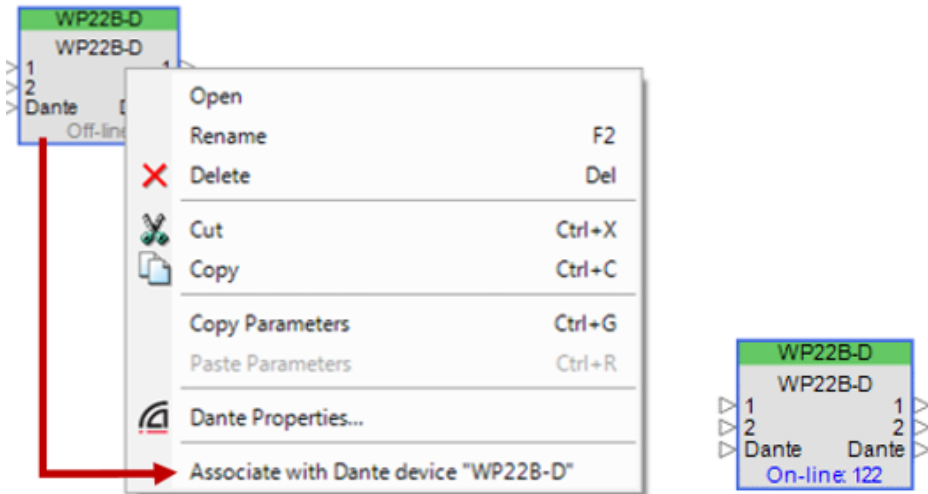 WP22B-D
WP22B-D
1 1
2
Dante
Off-line
Open
Rename F2
Delete Del
Cut Ctrl+X
Copy Ctrl+C
Copy Parameters Ctrl+G
Paste Parameters Ctrl+R
Dante Properties...
Associate with Dante device "WP22B-D"
WP22B-D
WP22B-D
1 1
2 2
Dante Dante
On-line: 122